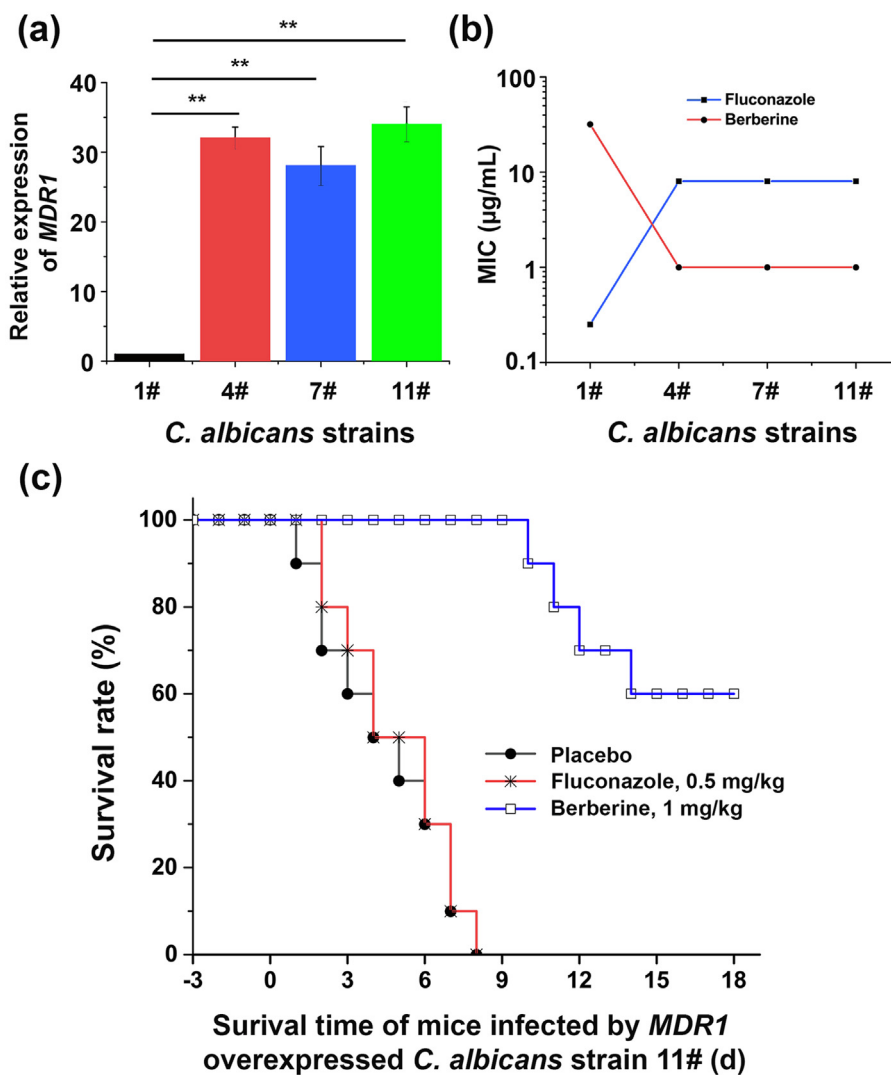 (a)
**
**
**
Relative expression
of MDR1
40
30
20
10
0
1#
4#
7#
11#
C. albicans strains
(b)
MIC (µg/mL)
100
10
1
0.1
Fluconazole
Berberine
1#
4#
7#
11#
C. albicans strains
(c)
Survival rate (%)
100
80
60
40
20
0
Placebo
Fluconazole, 0.5 mg/kg
Berberine, 1 mg/kg
-3
0
3
6
9
12
15
18
Surival time of mice infected by MDR1
overexpressed C. albicans strain 11# (d)